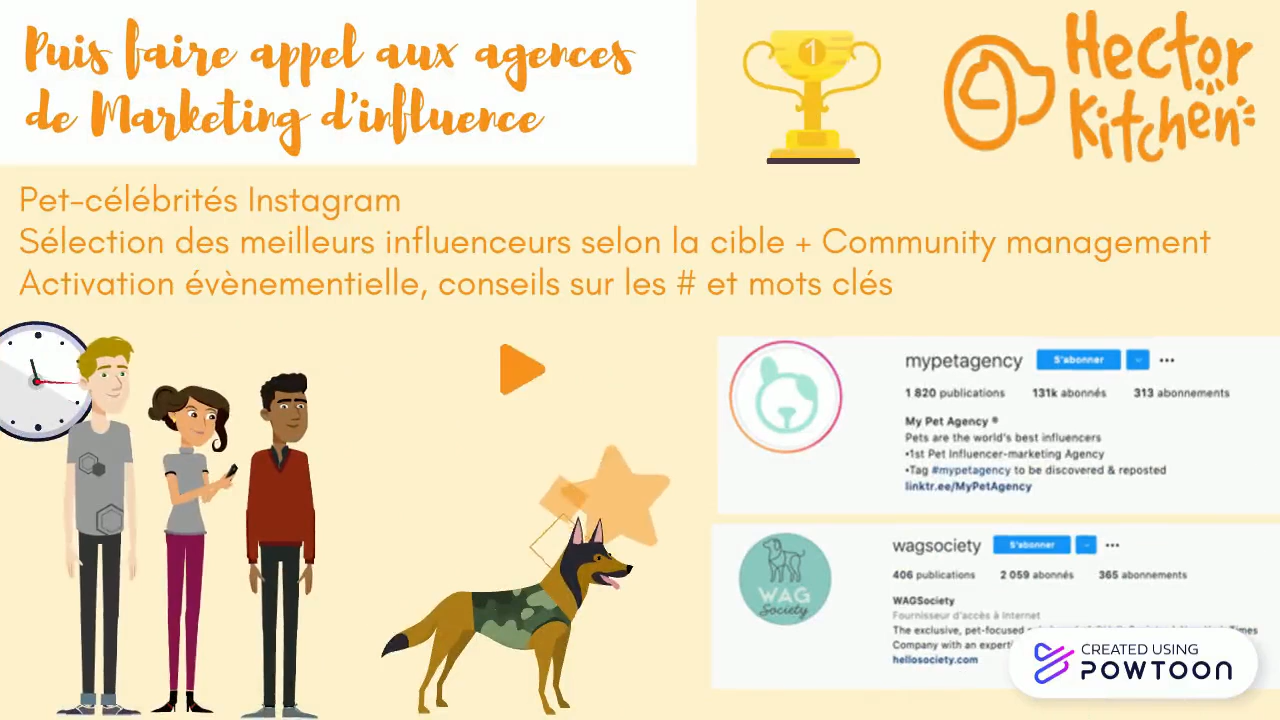 Puis faire appel aux agences
de Marketing d'influence
1
Hector
Kitchen
Pet-célébrités Instagram
Sélection des meilleurs influenceurs selon la cible + Community management
Activation évènementielle, conseils sur les # et mots clés
mypetagency S'abonner
1 820 publications 131k abonnés 313 abonnements
My Pet Agency ®
Pets are the world's best influencers
•1st Pet Influencer-marketing Agency
•Tag #mypetagency to be discovered & reposted
linktr.ee/MyPetAgency
WAG
Society
wagsociety S'abonner
406 publications 2 059 abonnés 365 abonnements
WAGSociety
Fournisseur d'accès à Internet
The exclusive, pet-focused Times
Company with an
hellosociety.com
CREATED USING
POWTOON